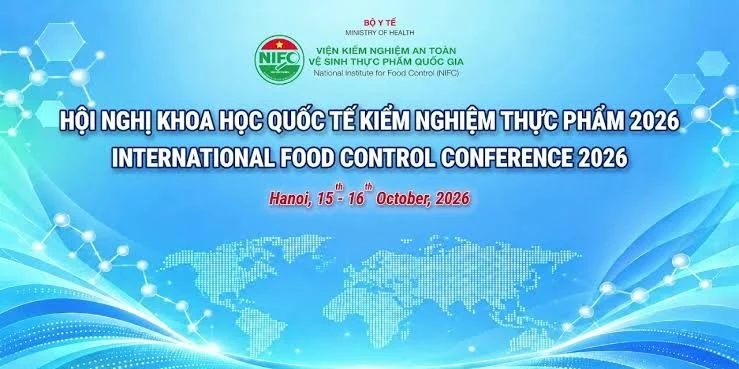 BỘ Y TẾ
MINISTRY OF HEALTH
NIFC
VIỆN KIỂM NGHIỆM AN TOÀN
VỆ SINH THỰC PHẨM QUỐC GIA
National Institute for Food Control (NIFC)
HỘI NGHỊ KHOA HỌC QUỐC TẾ KIỂM NGHIỆM THỰC PHẨM 2026
INTERNATIONAL FOOD CONTROL CONFERENCE 2026
Hanoi, 15th - 16th October, 2026